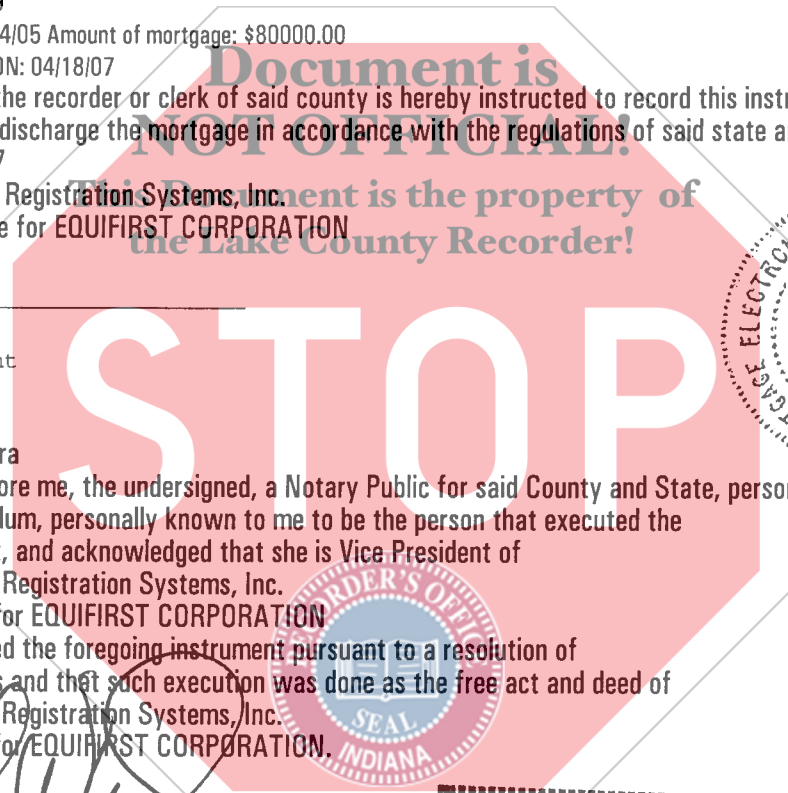 4/05 Amount of mortgage: $80000.00
ON: 04/18/07
Document is
the recorder or clerk of said county is hereby instructed to record this instr
NOT OFFICIAL!
discharge the mortgage in accordance with the regulations of said state a
7
This Document is the property of
Registration Systems, Inc.
e for EQUIFIRST CORPORATION
the Lake County Recorder!
STOP
GAGE ELECTRO
nt
ra
ore me, the undersigned, a Notary Public for said County and State, perso
lum, personally known to me to be the person that executed the
, and acknowledged that she is Vice President of
Registration Systems, Inc.
for EQUIFIRST CORPORATION
ed the foregoing instrument pursuant to a resolution of
s and that such execution was done as the free act and deed of
Registration Systems, Inc.
for EQUIFIRST CORPORATION.
RECORDER'S OFFICE
SEAL
INDIANA